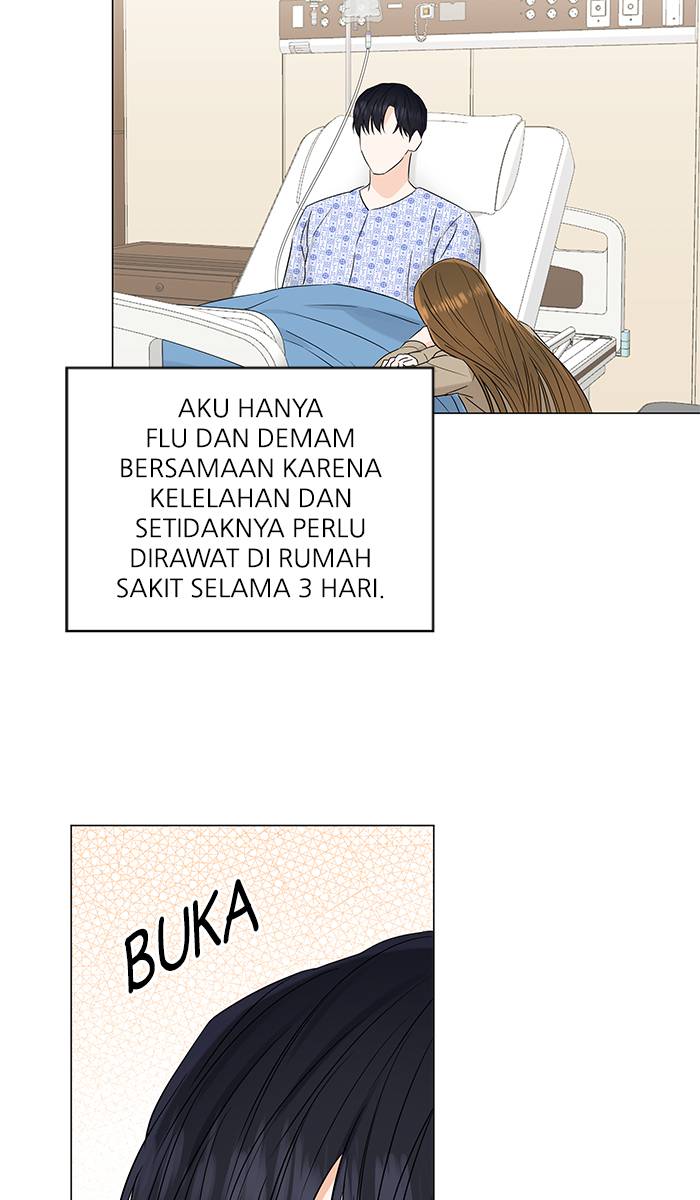 AKU HANYA
FLU DAN DEMAM
BERSAMAAN KARENA
KELELAHAN DAN
SETIDAKNYA PERLU
DIRAWAT DI RUMAH
SAKIT SELAMA 3 HARI.
BUKA